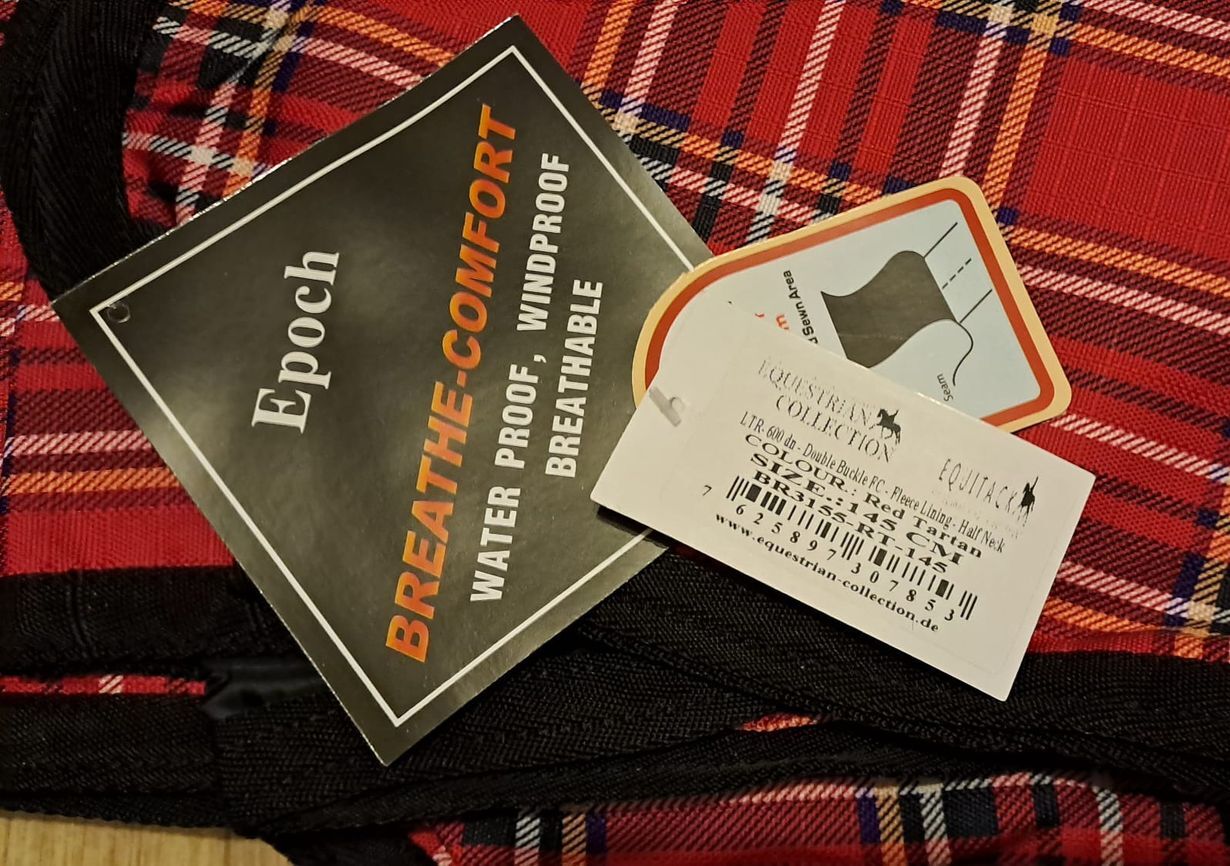 Epoch
BREATHE-COMFORT
WATER PROOF, WINDPROOF
BREATHABLE
Sewn Area
Seam
EQUESTRIAN
COLLECTION
EQUITACK
LTR-600 dn - Double Buckle FC - Fleece Lining - Half Neck
COLOUR.: Red Tartan
SIZE.:145 CM
BR3155-RT-145
7 625897 307853
www.equestrian-collection.de